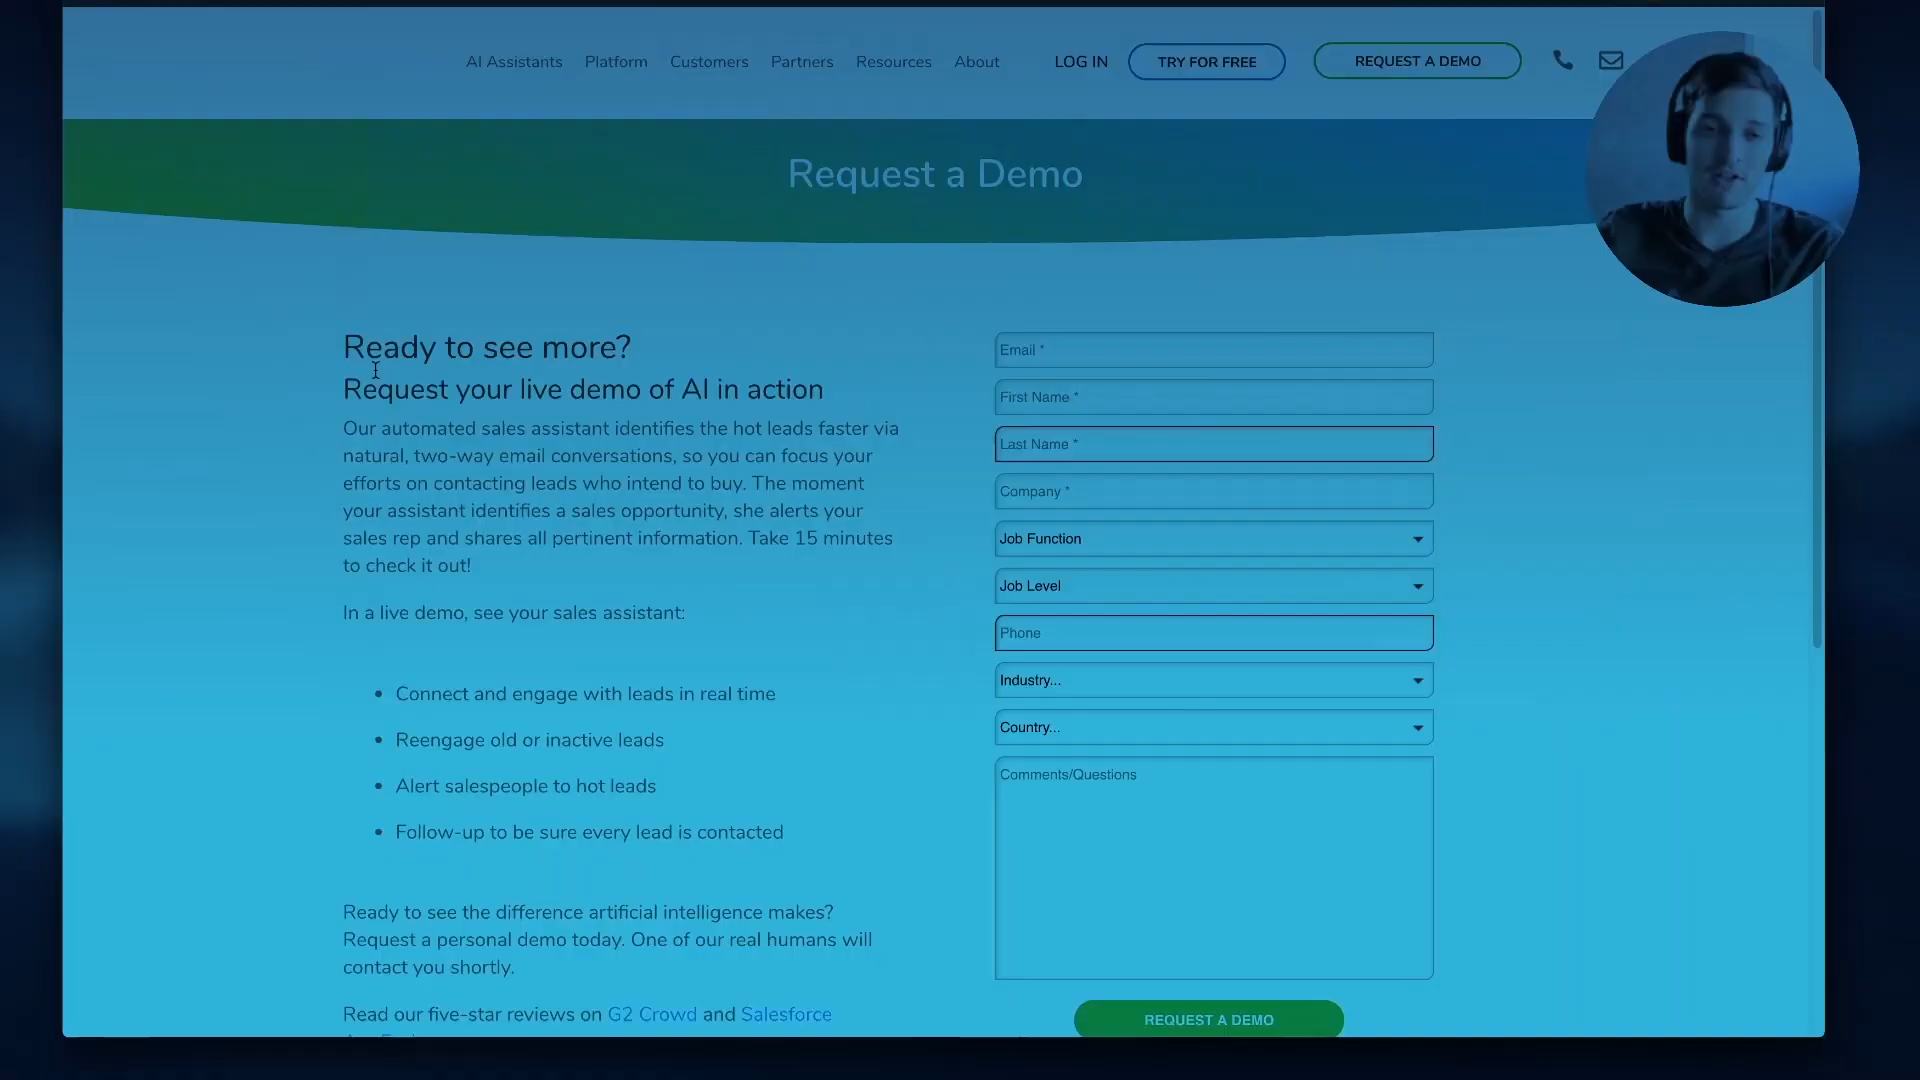 AI Assistants Platform Customers Partners Resources About LOG IN TRY FOR FREE REQUEST A DEMO
Request a Demo
Ready to see more?
Request your live demo of AI in action
Our automated sales assistant identifies the hot leads faster via
natural, two-way email conversations, so you can focus your
efforts on contacting leads who intend to buy. The moment
your assistant identifies a sales opportunity, she alerts your
sales rep and shares all pertinent information. Take 15 minutes
to check it out!
In a live demo, see your sales assistant:
Connect and engage with leads in real time
Reengage old or inactive leads
Alert salespeople to hot leads
Follow-up to be sure every lead is contacted
Ready to see the difference artificial intelligence makes?
Request a personal demo today. One of our real humans will
contact you shortly.
Read our five-star reviews on G2 Crowd and Salesforce
Email *
First Name *
Last Name *
Company *
Job Function
Job Level
Phone
Industry...
Country...
Comments/Questions
REQUEST A DEMO